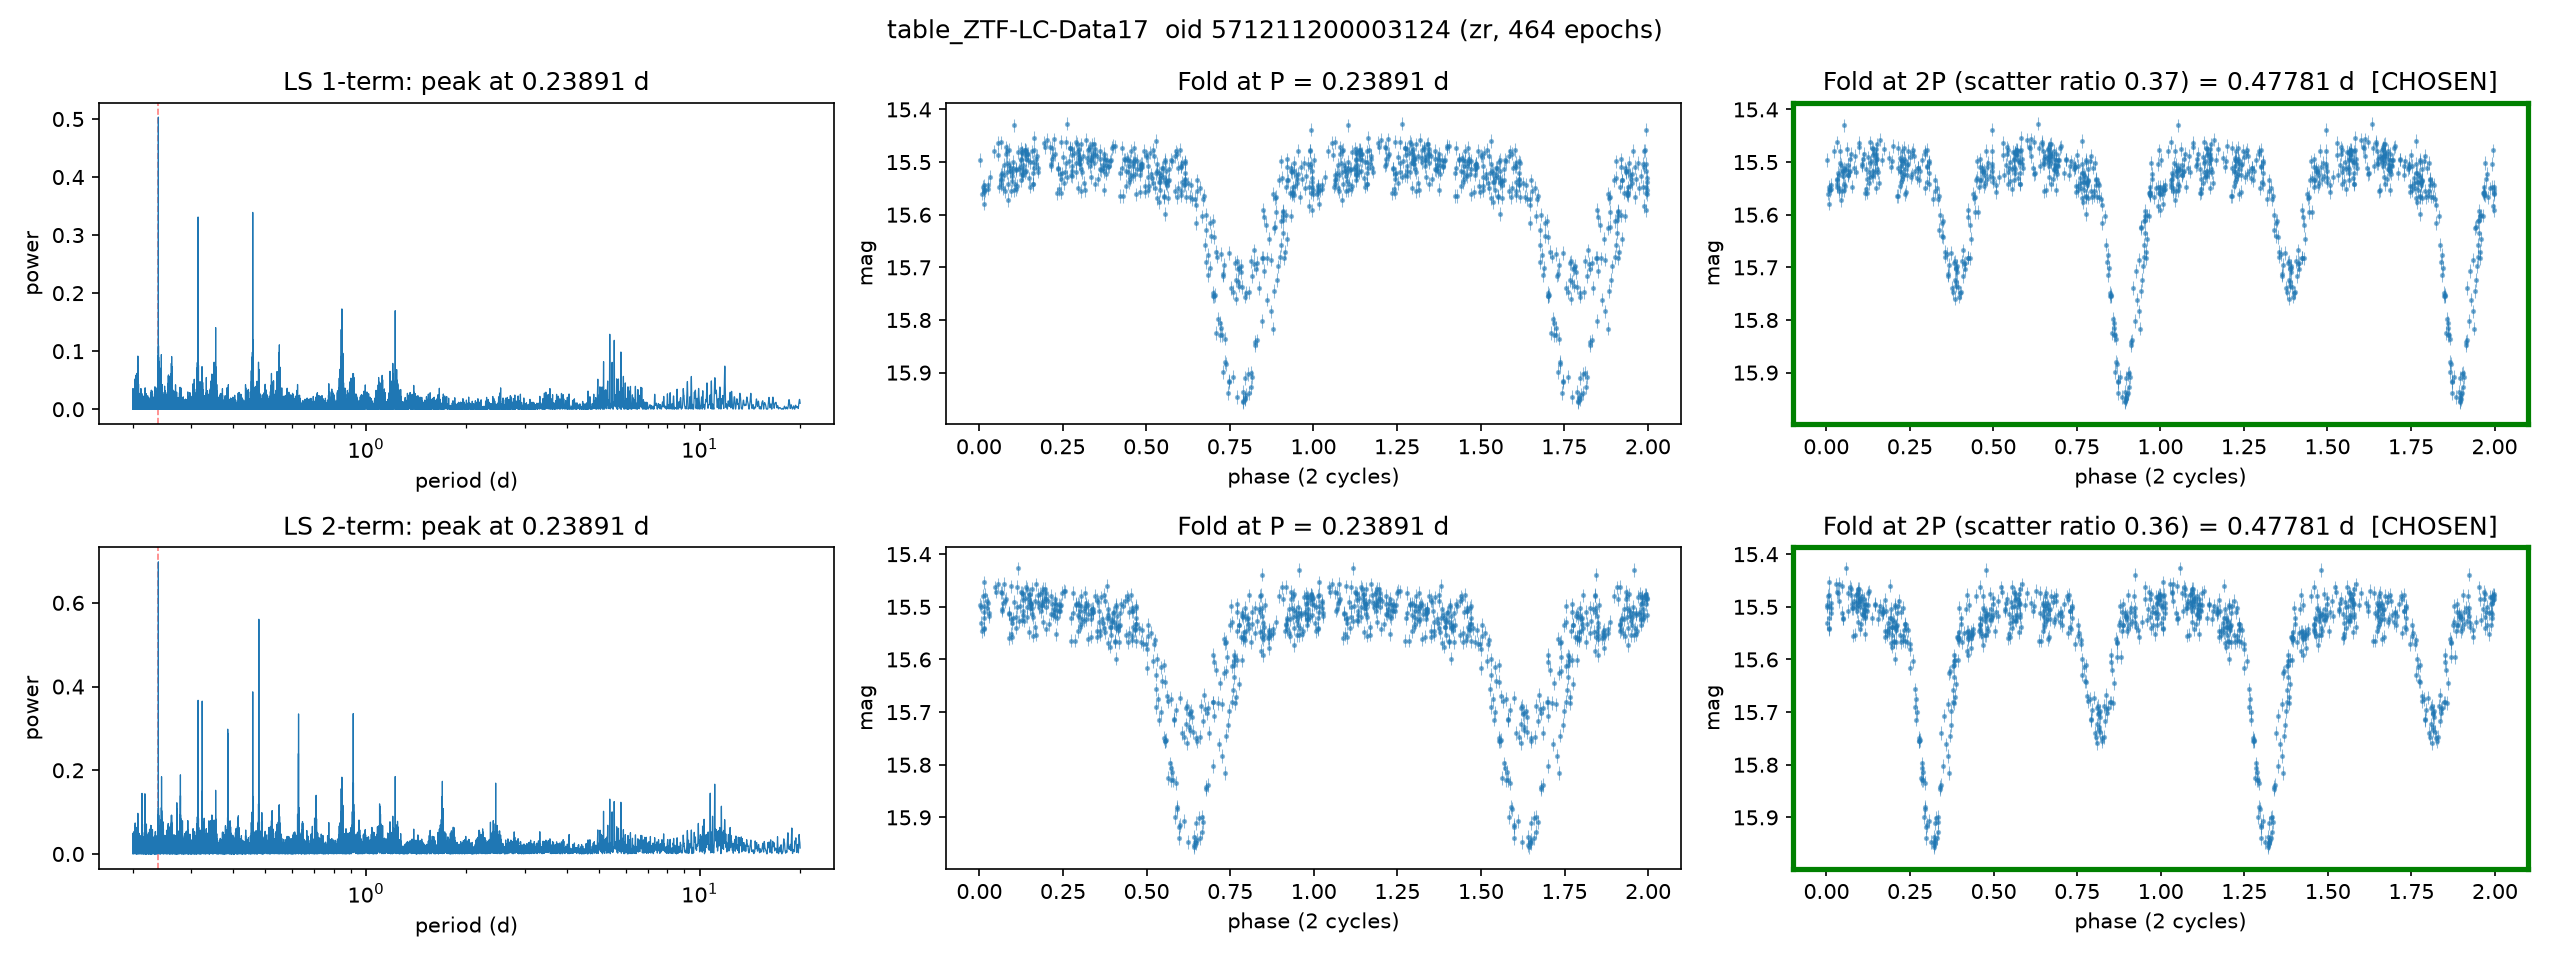 table_ZTF-LC-Data17  oid 571211200003124 (zr, 464 epochs)
LS 1-term: peak at 0.23891 d
0.5
0.4
0.3
0.2
0.1
0.0
power
10⁰
10¹
period (d)
Fold at P = 0.23891 d
15.4
15.5
15.6
15.7
15.8
15.9
mag
0.00 0.25 0.50 0.75 1.00 1.25 1.50 1.75 2.00
phase (2 cycles)
Fold at 2P (scatter ratio 0.37) = 0.47781 d  [CHOSEN]
15.4
15.5
15.6
15.7
15.8
15.9
mag
0.00 0.25 0.50 0.75 1.00 1.25 1.50 1.75 2.00
phase (2 cycles)
LS 2-term: peak at 0.23891 d
0.6
0.4
0.2
0.0
power
10⁰
10¹
period (d)
Fold at P = 0.23891 d
15.4
15.5
15.6
15.7
15.8
15.9
mag
0.00 0.25 0.50 0.75 1.00 1.25 1.50 1.75 2.00
phase (2 cycles)
Fold at 2P (scatter ratio 0.36) = 0.47781 d  [CHOSEN]
15.4
15.5
15.6
15.7
15.8
15.9
mag
0.00 0.25 0.50 0.75 1.00 1.25 1.50 1.75 2.00
phase (2 cycles)